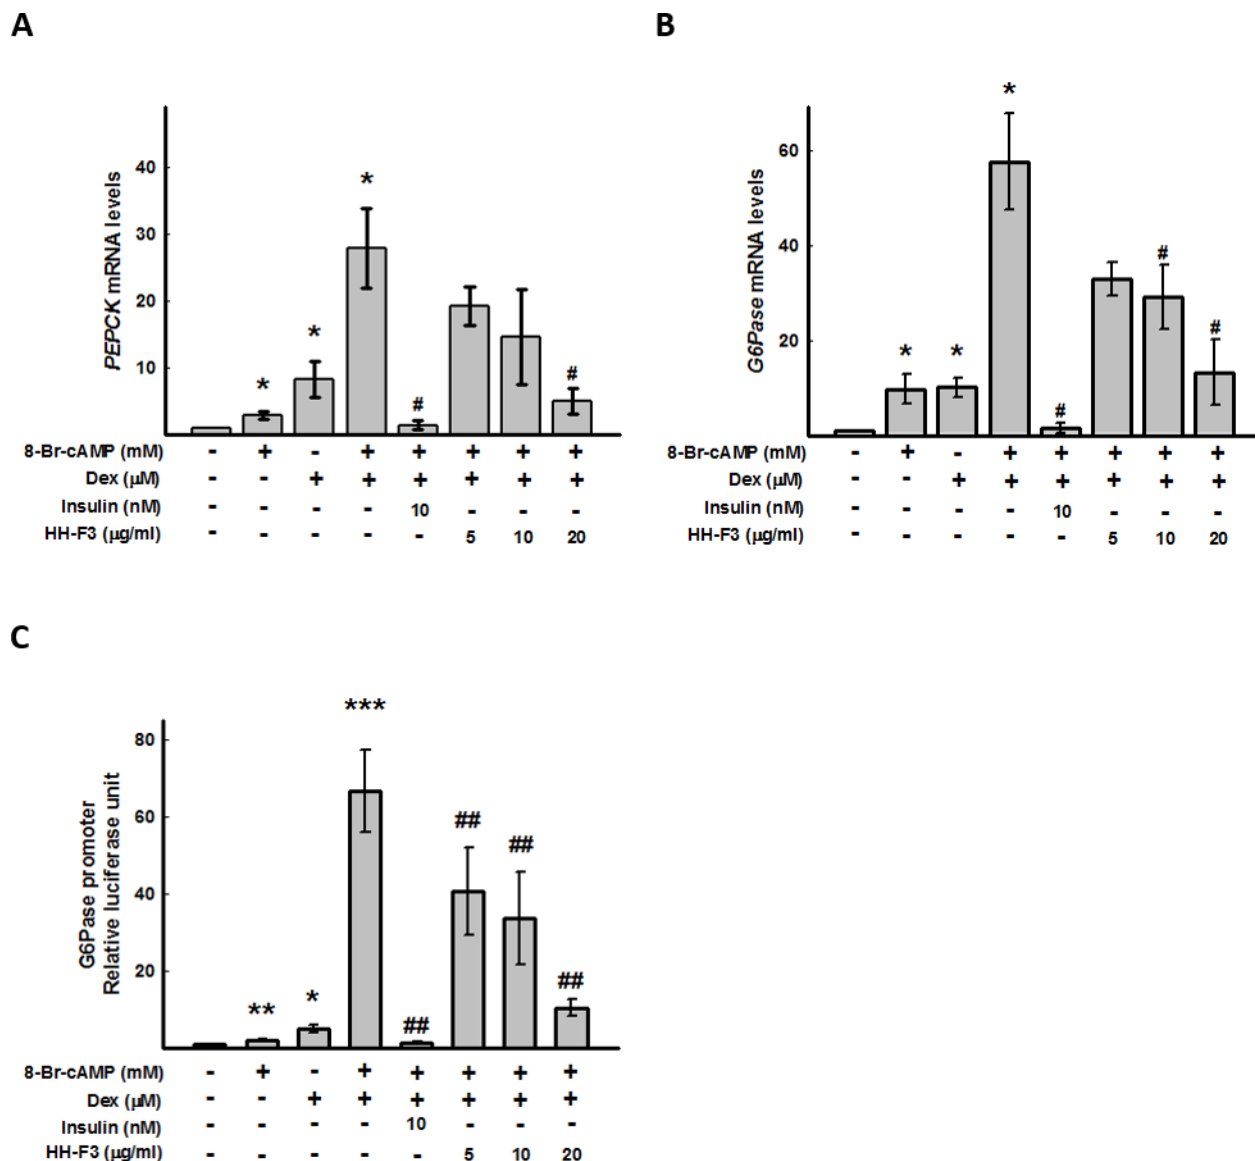 A
PEPCK mRNA levels
40
30
20
10
*
*
*
#
#
8-Br-cAMP (mM) - + - + + + + +
Dex (µM) - - + + + + + +
Insulin (nM) - - - - 10 - - -
HH-F3 (µg/ml) - - - - - 5 10 20
B
G6Pase mRNA levels
60
40
20
*
*
*
#
#
#
8-Br-cAMP (mM) - + - + + + + +
Dex (µM) - - + + + + + +
Insulin (nM) - - - - 10 - - -
HH-F3 (µg/ml) - - - - - 5 10 20
C
G6Pase promoter
Relative luciferase unit
80
60
40
20
**
*
***
##
##
##
##
8-Br-cAMP (mM) - + - + + + + +
Dex (µM) - - + + + + + +
Insulin (nM) - - - - 10 - - -
HH-F3 (µg/ml) - - - - - 5 10 20